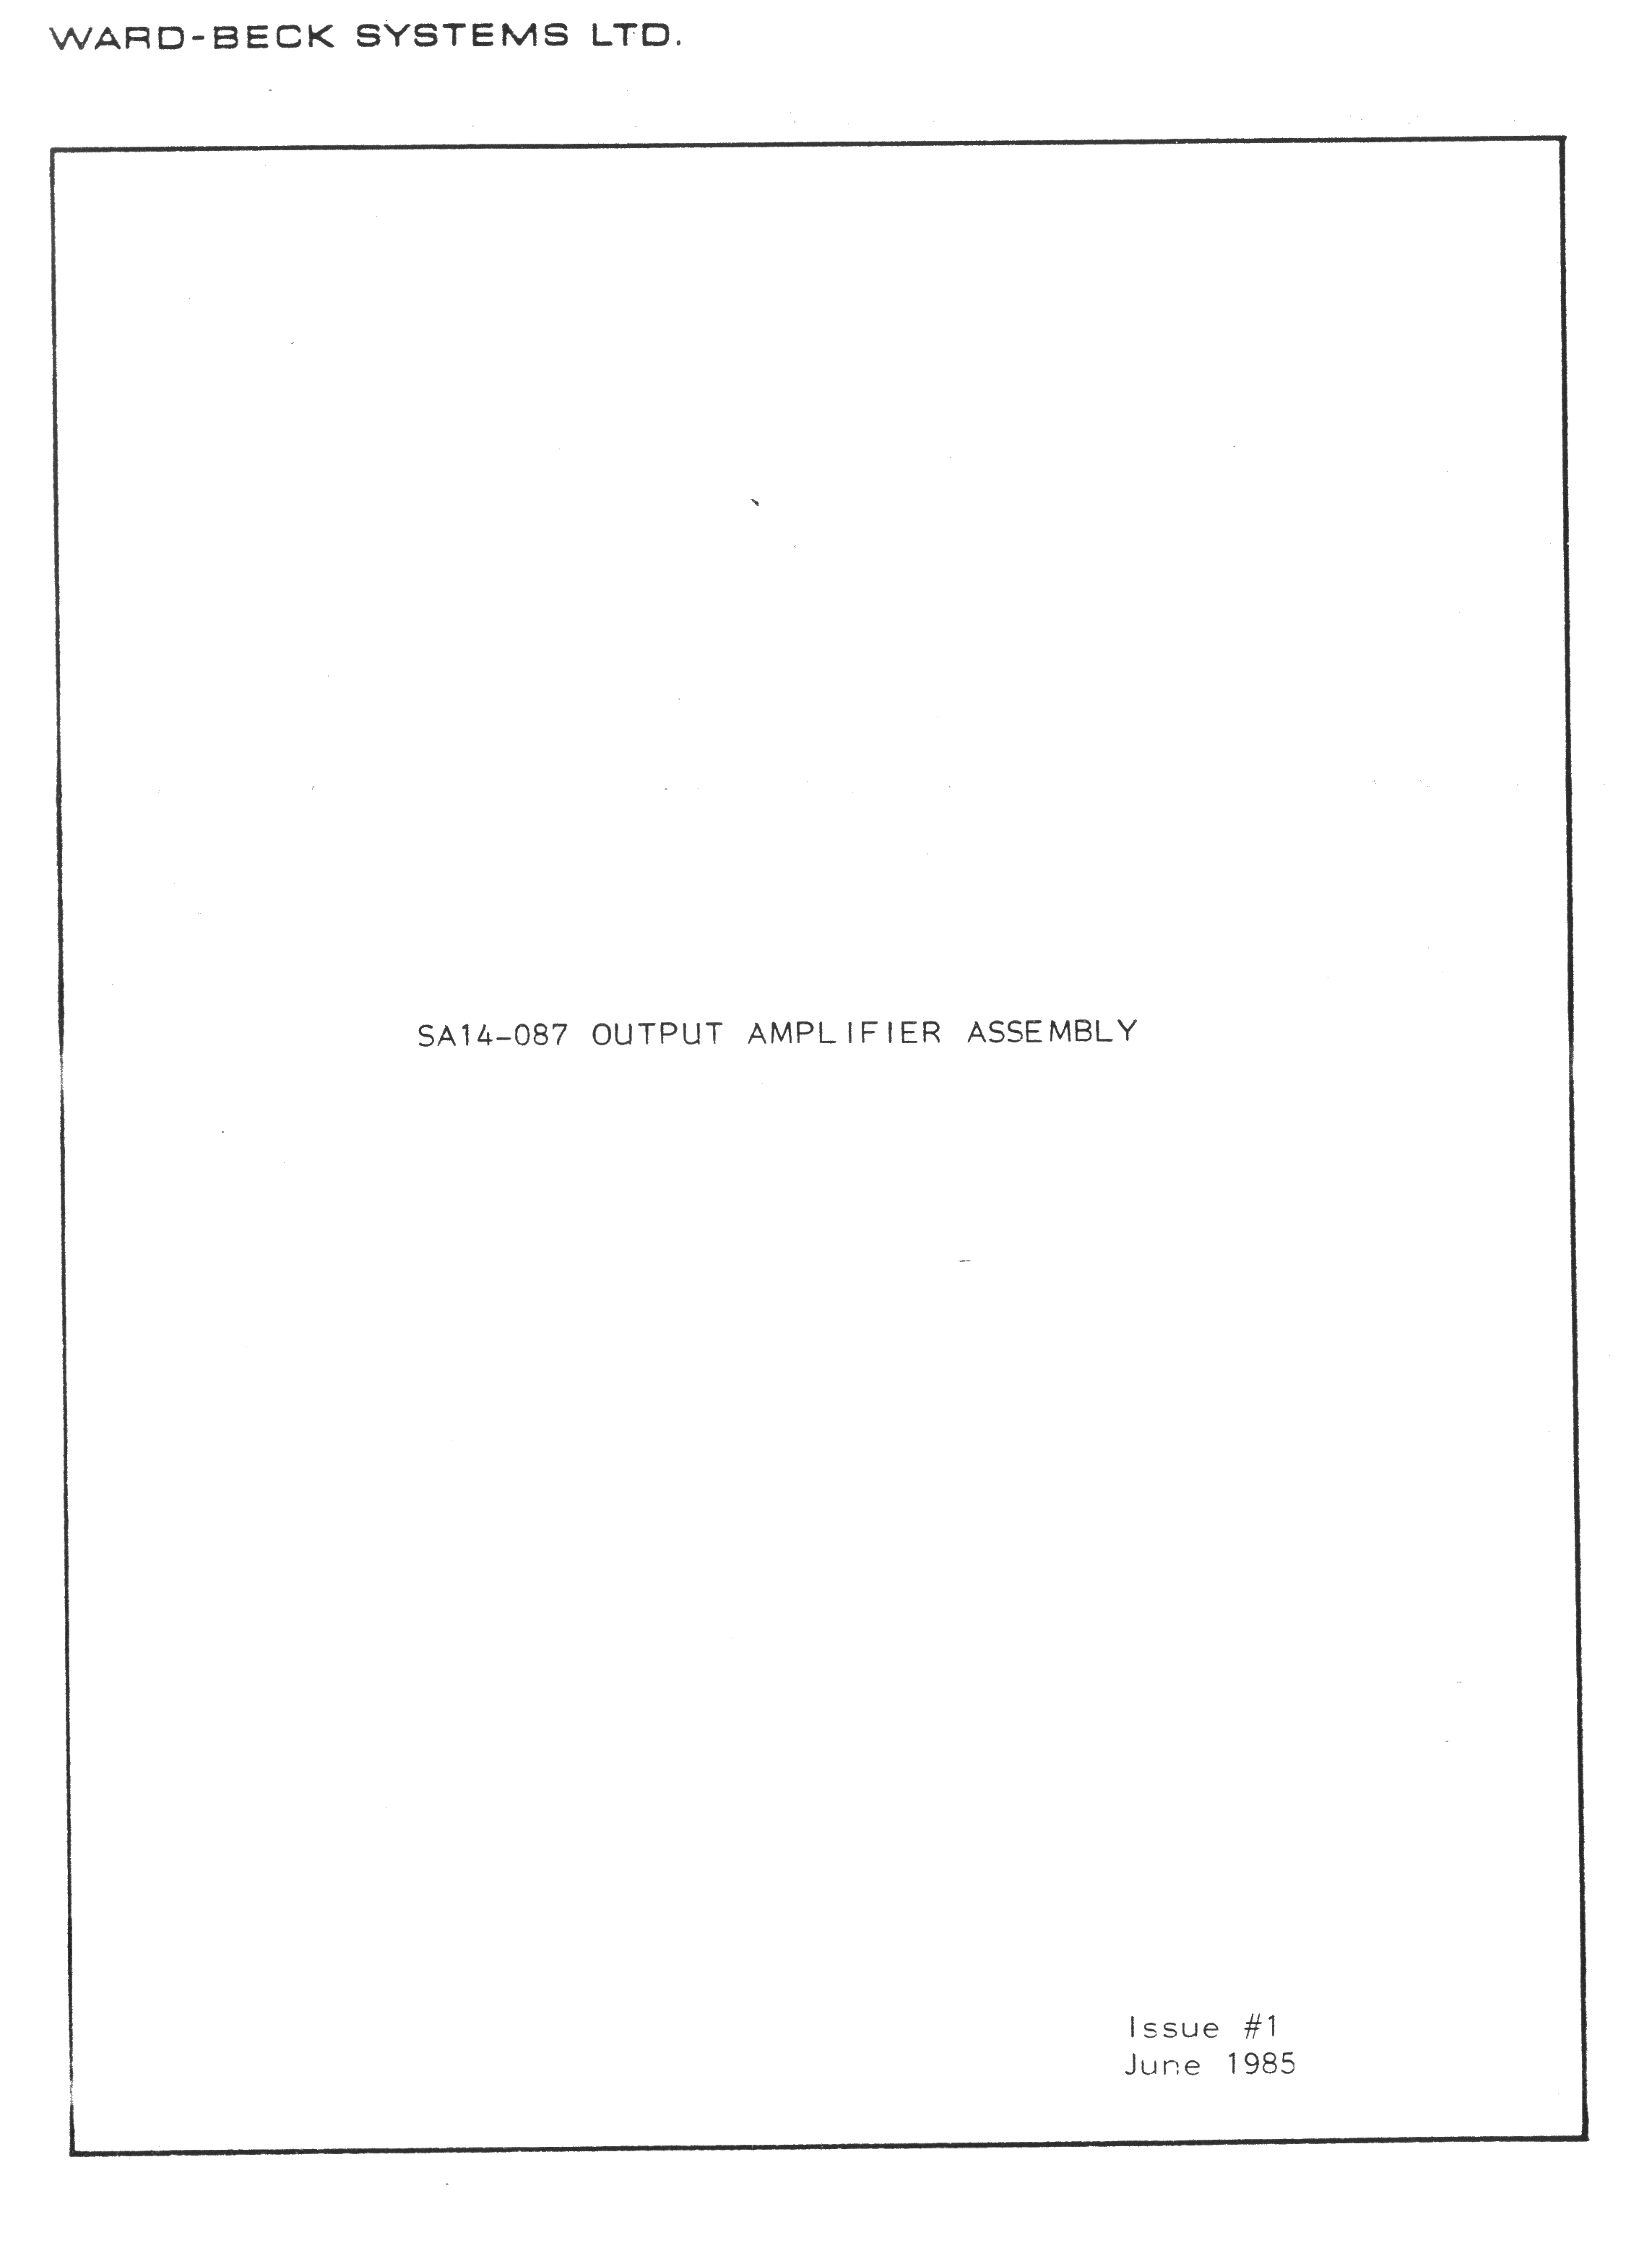 WARD-BECK SYSTEMS LTD.
SA14-087 OUTPUT AMPLIFIER ASSEMBLY
Issue #1
June 1985